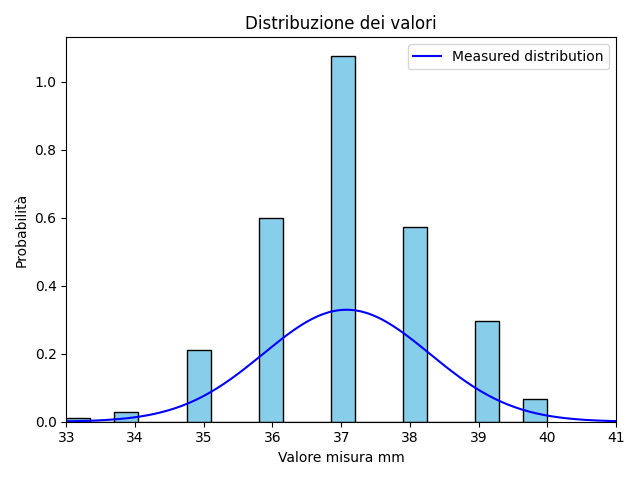 Distribuzione dei valori
Measured distribution
Probabilità
1.0
0.8
0.6
0.4
0.2
0.0
33 34 35 36 37 38 39 40 41
Valore misura mm